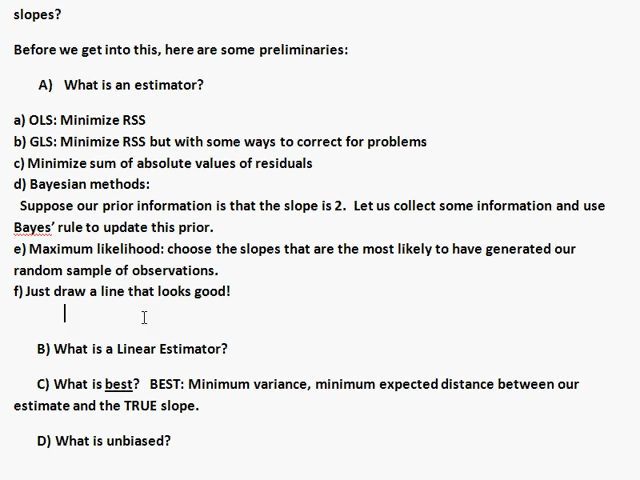 slopes?
Before we get into this, here are some preliminaries:
A) What is an estimator?
a) OLS: Minimize RSS
b) GLS: Minimize RSS but with some ways to correct for problems
c) Minimize sum of absolute values of residuals
d) Bayesian methods:
Suppose our prior information is that the slope is 2. Let us collect some information and use
Bayes’ rule to update this prior.
e) Maximum likelihood: choose the slopes that are the most likely to have generated our
random sample of observations.
f) Just draw a line that looks good!
B) What is a Linear Estimator?
C) What is best? BEST: Minimum variance, minimum expected distance between our
estimate and the TRUE slope.
D) What is unbiased?